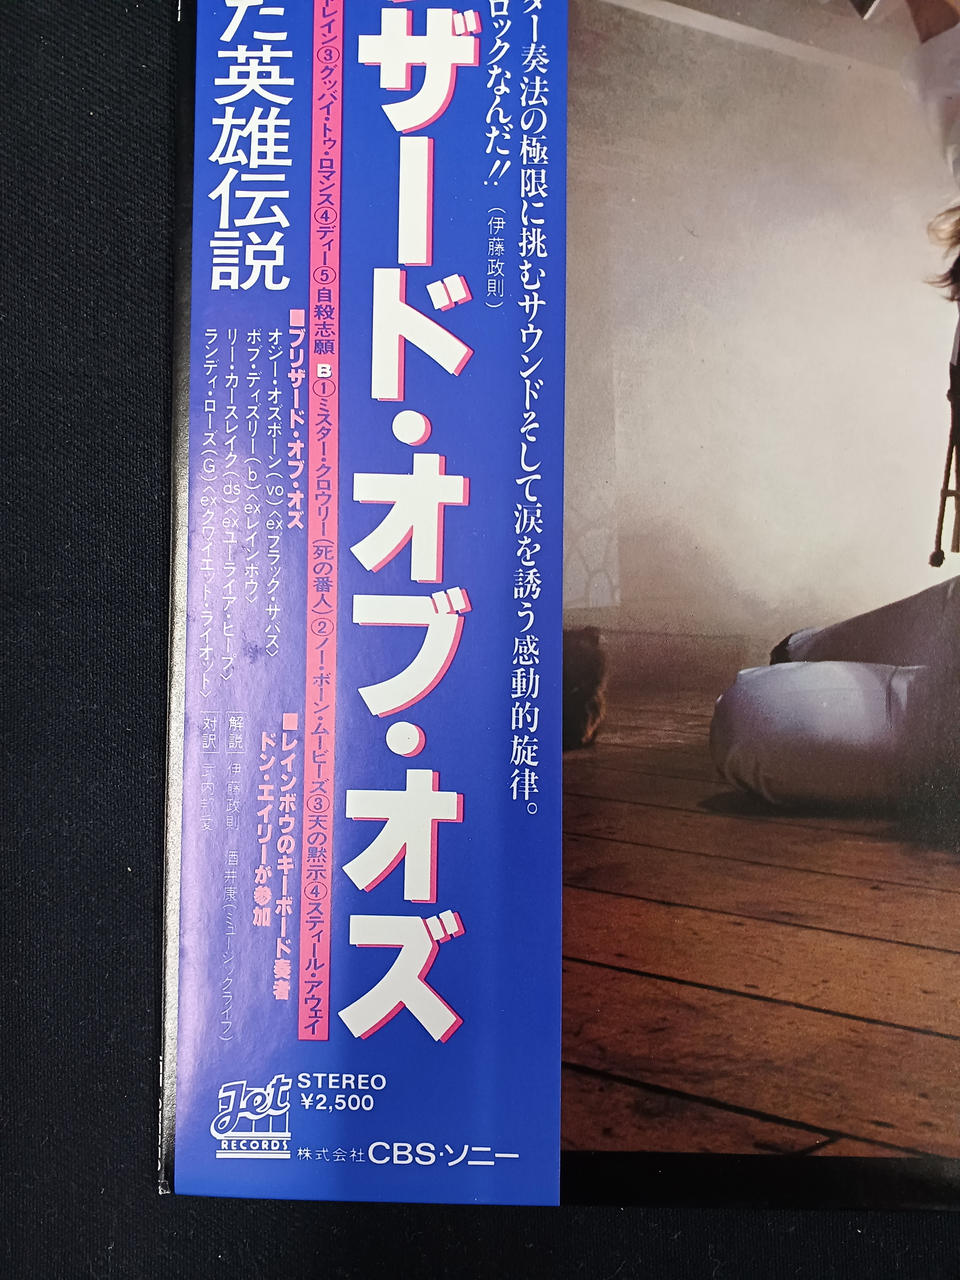 ター奏法の極限に挑むサウンドそして涙を誘う感動的旋律。
ロックなんだ!! (伊藤政則)
ザード・オブ・オズ
トレイン③グッバイ・トゥ・ロマンス④ディー⑤自殺志願 B①ミスター・クロウリー(死の番人)②ノー・ボーン・ムービーズ③天の黙示④スティール・アウェイ
た英雄伝説
■ブリザード・オブ・オズ
オジー・オズボーン(vo)〈exブラック・サバス〉
ボブ・ディズリー(b)〈exレインボウ〉
リー・カースレイク(ds)〈exユーライア・ヒープ〉
ランディ・ローズ(G)〈exクワイエット・ライオット〉
■レインボウのキーボード奏者
ドン・エイリーが参加
解説 伊藤政則 酒井康(ミュージックライフ)
対訳
Jet
RECORDS
STEREO
¥2,500
株式会社CBS・ソニー